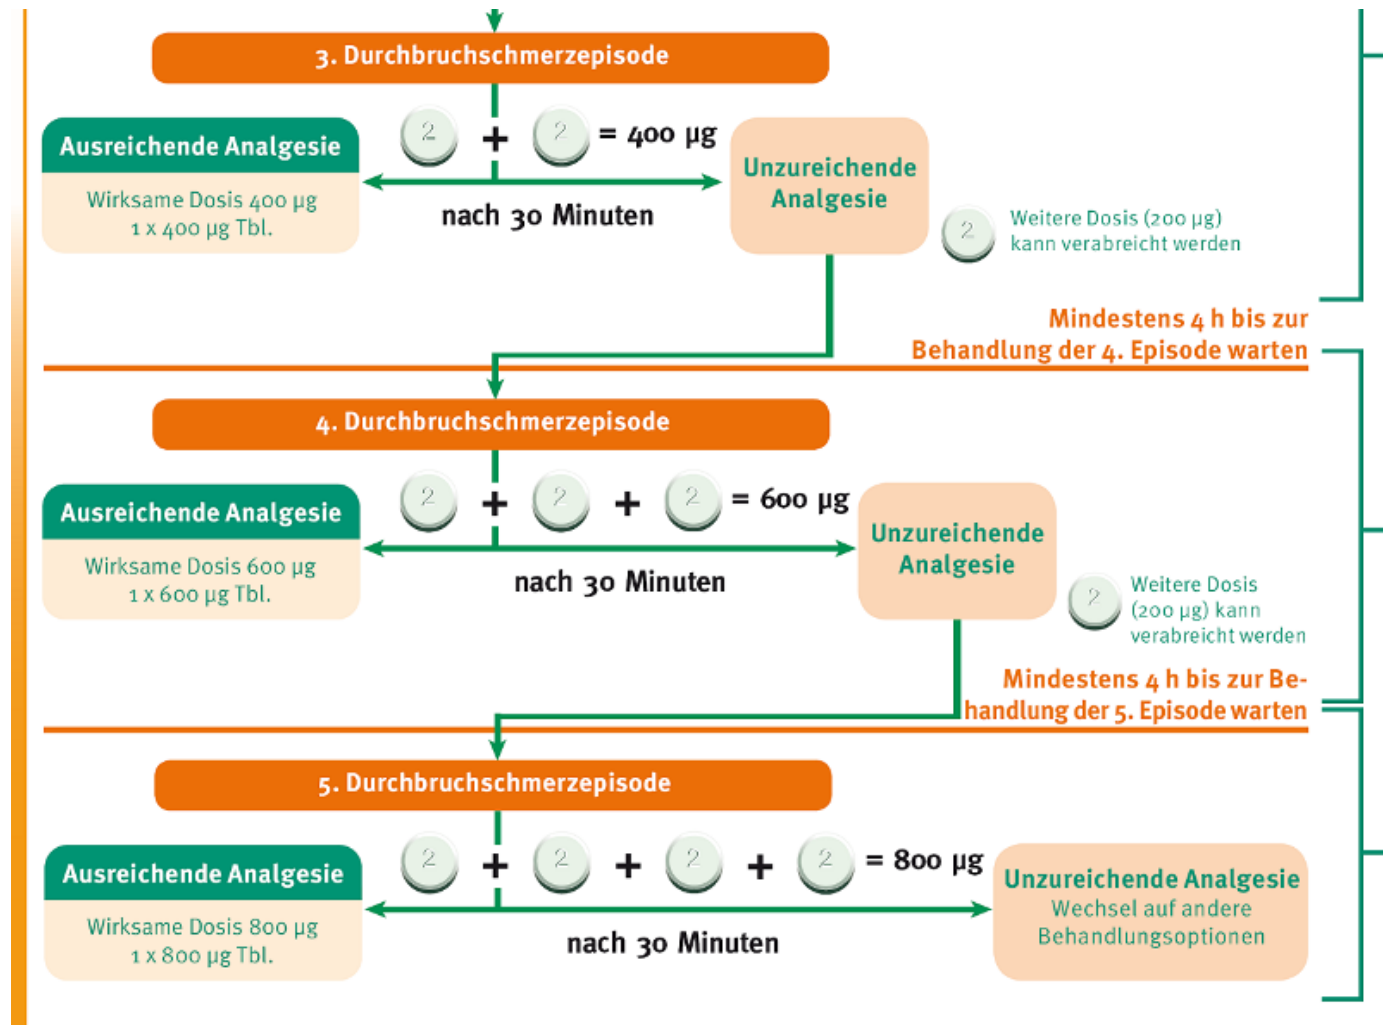 3. Durchbruchschmerzepisode
2 + 2 = 400 µg
Ausreichende Analgesie
Wirksame Dosis 400 µg
1 x 400 µg Tbl.
nach 30 Minuten
Unzureichende
Analgesie
2
Weitere Dosis (200 µg)
kann verabreicht werden
Mindestens 4 h bis zur
Behandlung der 4. Episode warten
4. Durchbruchschmerzepisode
2 + 2 + 2 = 600 µg
Ausreichende Analgesie
Wirksame Dosis 600 µg
1 x 600 µg Tbl.
nach 30 Minuten
Unzureichende
Analgesie
2
Weitere Dosis
(200 µg) kann
verabreicht werden
Mindestens 4 h bis zur Be-
handlung der 5. Episode warten
5. Durchbruchschmerzepisode
2 + 2 + 2 + 2 = 800 µg
Ausreichende Analgesie
Wirksame Dosis 800 µg
1 x 800 µg Tbl.
nach 30 Minuten
Unzureichende Analgesie
Wechsel auf andere
Behandlungsoptionen